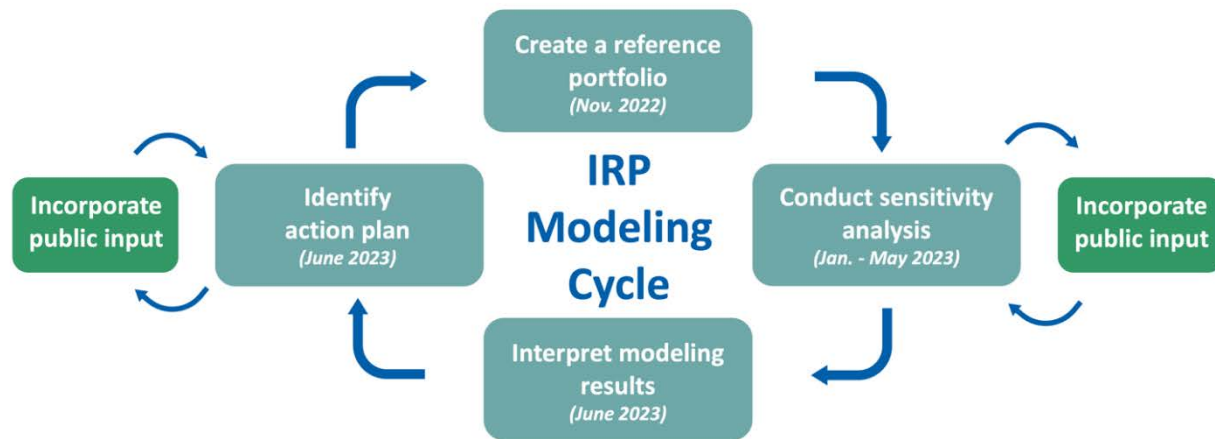 Create a reference
portfolio
(Nov. 2022)
Incorporate
public input
Identify
action plan
(June 2023)
IRP
Modeling
Cycle
Conduct sensitivity
analysis
(Jan. - May 2023)
Incorporate
public input
Interpret modeling
results
(June 2023)